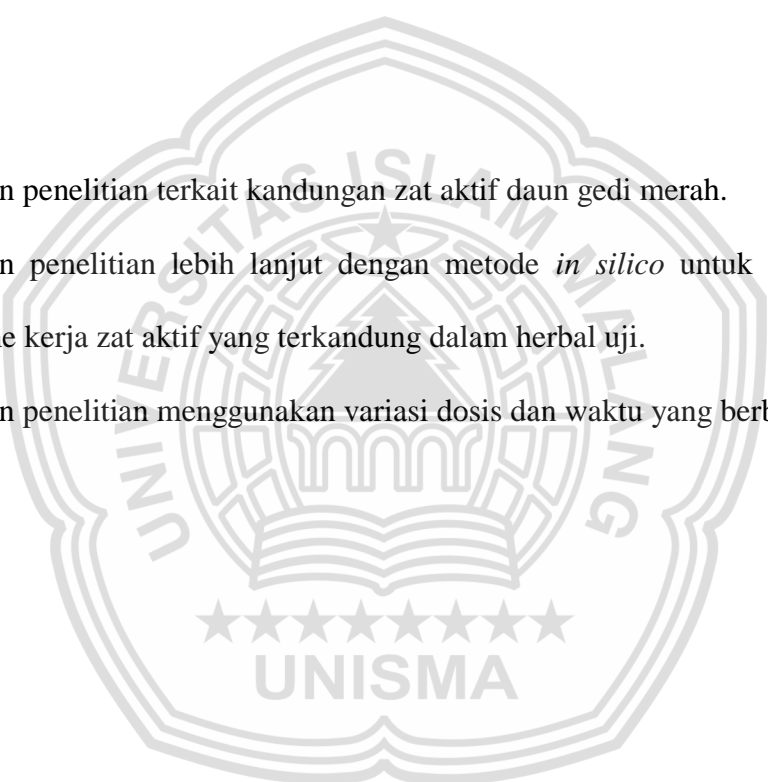 n penelitian terkait kandungan zat aktif daun gedi merah.
n penelitian lebih lanjut dengan metode in silico untuk
e kerja zat aktif yang terkandung dalam herbal uji.
n penelitian menggunakan variasi dosis dan waktu yang berb
UNIVERSITAS ISLAM MALANG
UNISMA